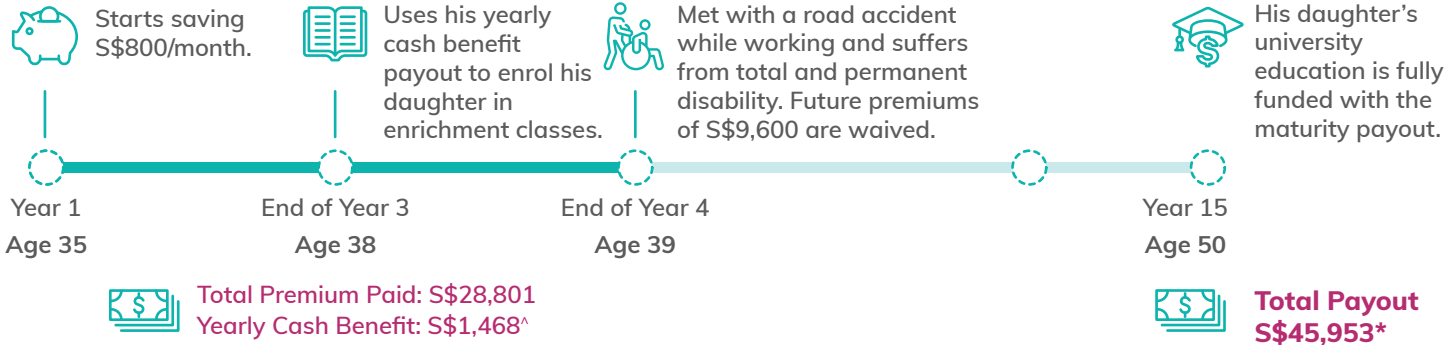 Starts saving
S$800/month.
Uses his yearly
cash benefit
payout to enrol his
daughter in
enrichment classes.
Met with a road accident
while working and suffers
from total and permanent
disability. Future premiums
of S$9,600 are waived.
His daughter’s
university
education is fully
funded with the
maturity payout.
Year 1
Age 35
End of Year 3
Age 38
End of Year 4
Age 39
Year 15
Age 50
Total Premium Paid: S$28,801
Yearly Cash Benefit: S$1,468^
Total Payout
S$45,953*